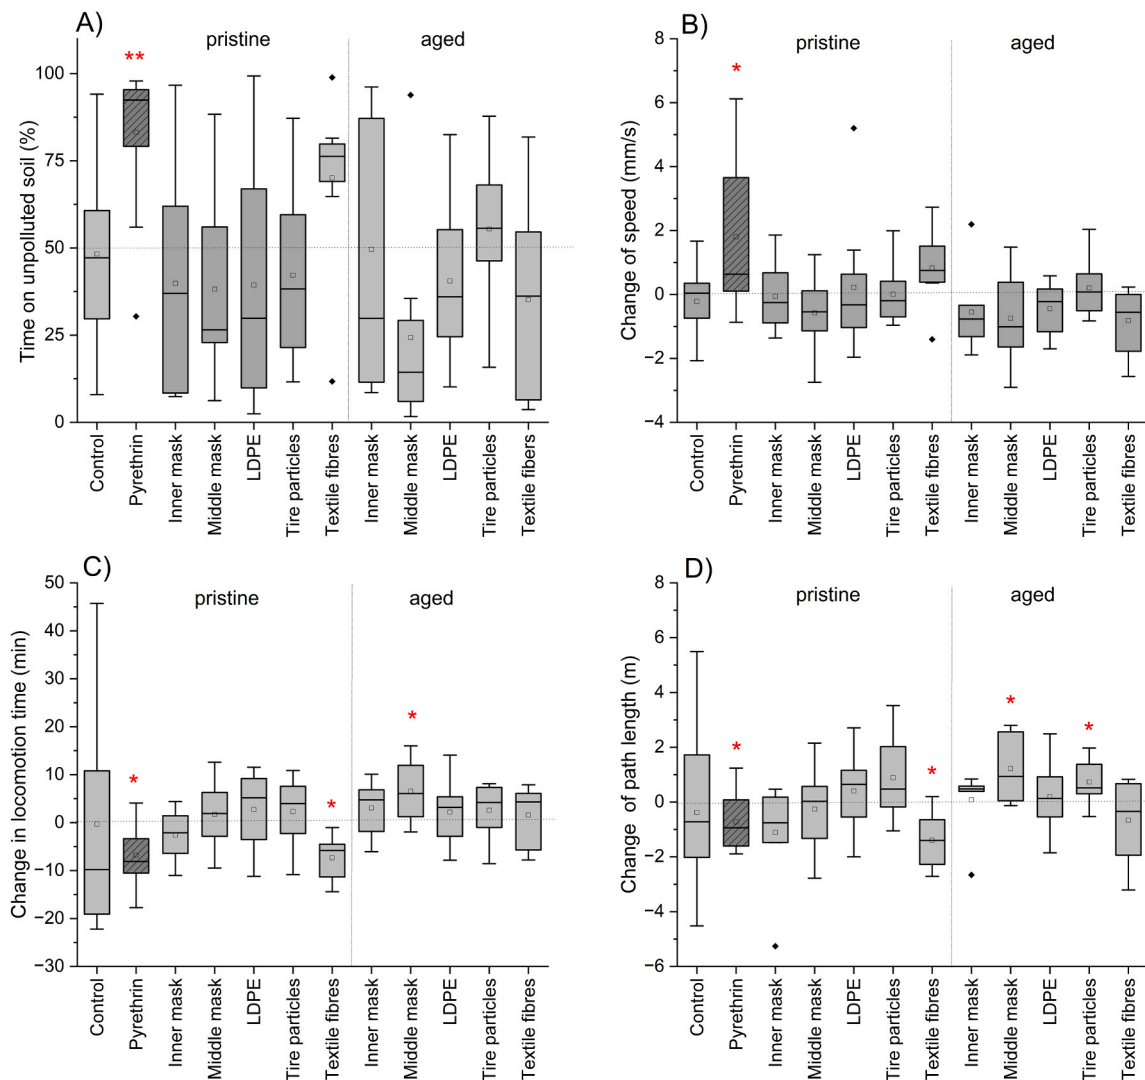 A)
pristine
aged
**
Time on unpolluted soil (%)
100
75
50
25
0
Control
Pyrethrin
Inner mask
Middle mask
LDPE
Tire particles
Textile fibres
Inner mask
Middle mask
LDPE
Tire particles
Textile fibers
B)
pristine
aged
*
Change of speed (mm/s)
8
6
4
2
0
−2
−4
Control
Pyrethrin
Inner mask
Middle mask
LDPE
Tire particles
Textile fibres
Inner mask
Middle mask
LDPE
Tire particles
Textile fibres
C)
pristine
aged
*
*
*
Change in locomotion time (min)
50
40
30
20
10
0
−10
−20
−30
Control
Pyrethrin
Inner mask
Middle mask
LDPE
Tire particles
Textile fibres
Inner mask
Middle mask
LDPE
Tire particles
Textile fibres
D)
pristine
aged
*
*
*
*
Change of path length (m)
8
6
4
2
0
−2
−4
−6
Control
Pyrethrin
Inner mask
Middle mask
LDPE
Tire particles
Textile fibres
Inner mask
Middle mask
LDPE
Tire particles
Textile fibres